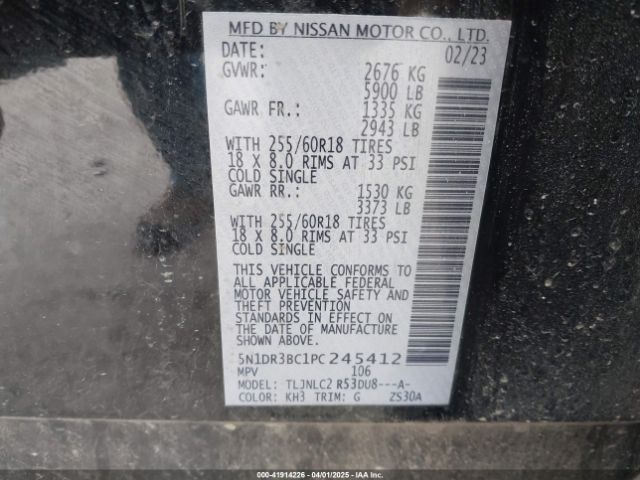 MFD BY NISSAN MOTOR CO., LTD.
DATE: 02/23
GVWR: 2676 KG
5900 LB
GAWR FR.: 1335 KG
2943 LB
WITH 255/60R18 TIRES
18 X 8.0 RIMS AT 33 PSI
COLD SINGLE
GAWR RR.: 1530 KG
3373 LB
WITH 255/60R18 TIRES
18 X 8.0 RIMS AT 33 PSI
COLD SINGLE
THIS VEHICLE CONFORMS TO
ALL APPLICABLE FEDERAL
MOTOR VEHICLE SAFETY AND
THEFT PREVENTION
STANDARDS IN EFFECT ON
THE DATE OF MANUFACTURE
SHOWN ABOVE.
5N1DR3BC1PC245412
MPV 106
MODEL: TLJNLC2 R53DU8---A-
COLOR: KH3 TRIM: G ZS30A
000-41914226 - 04/01/2025 - IAA Inc.